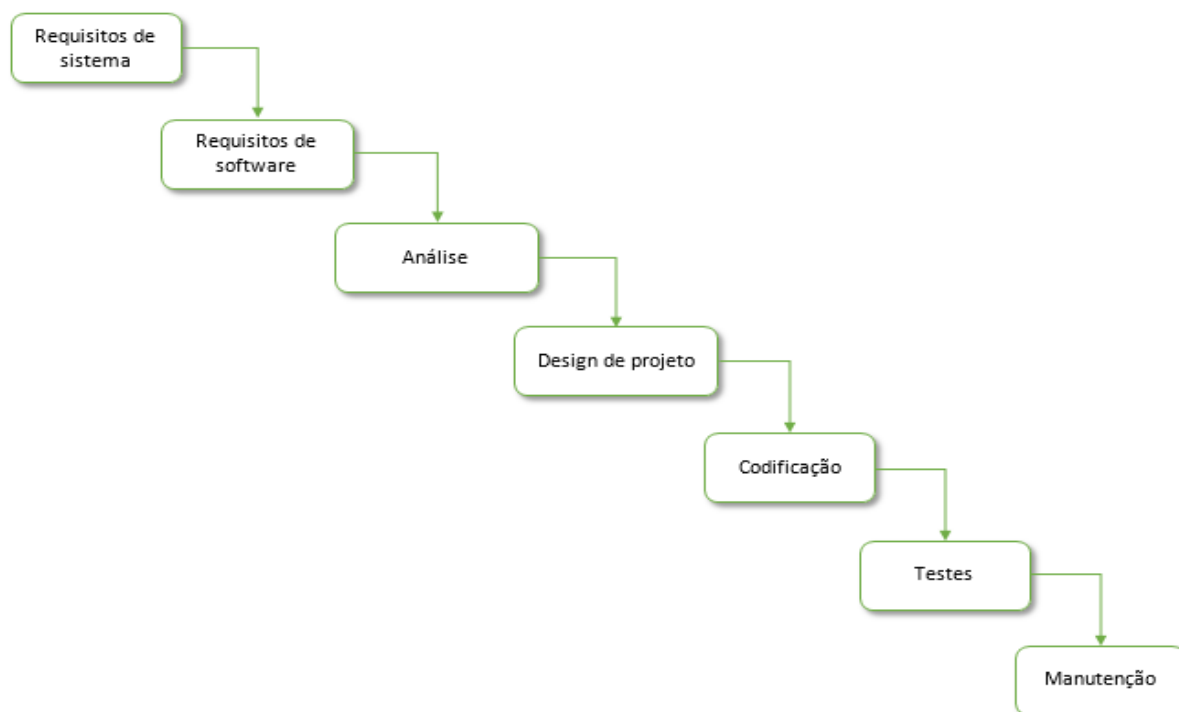 Requisitos de
sistema
Requisitos de
software
Análise
Design de projeto
Codificação
Testes
Manutenção